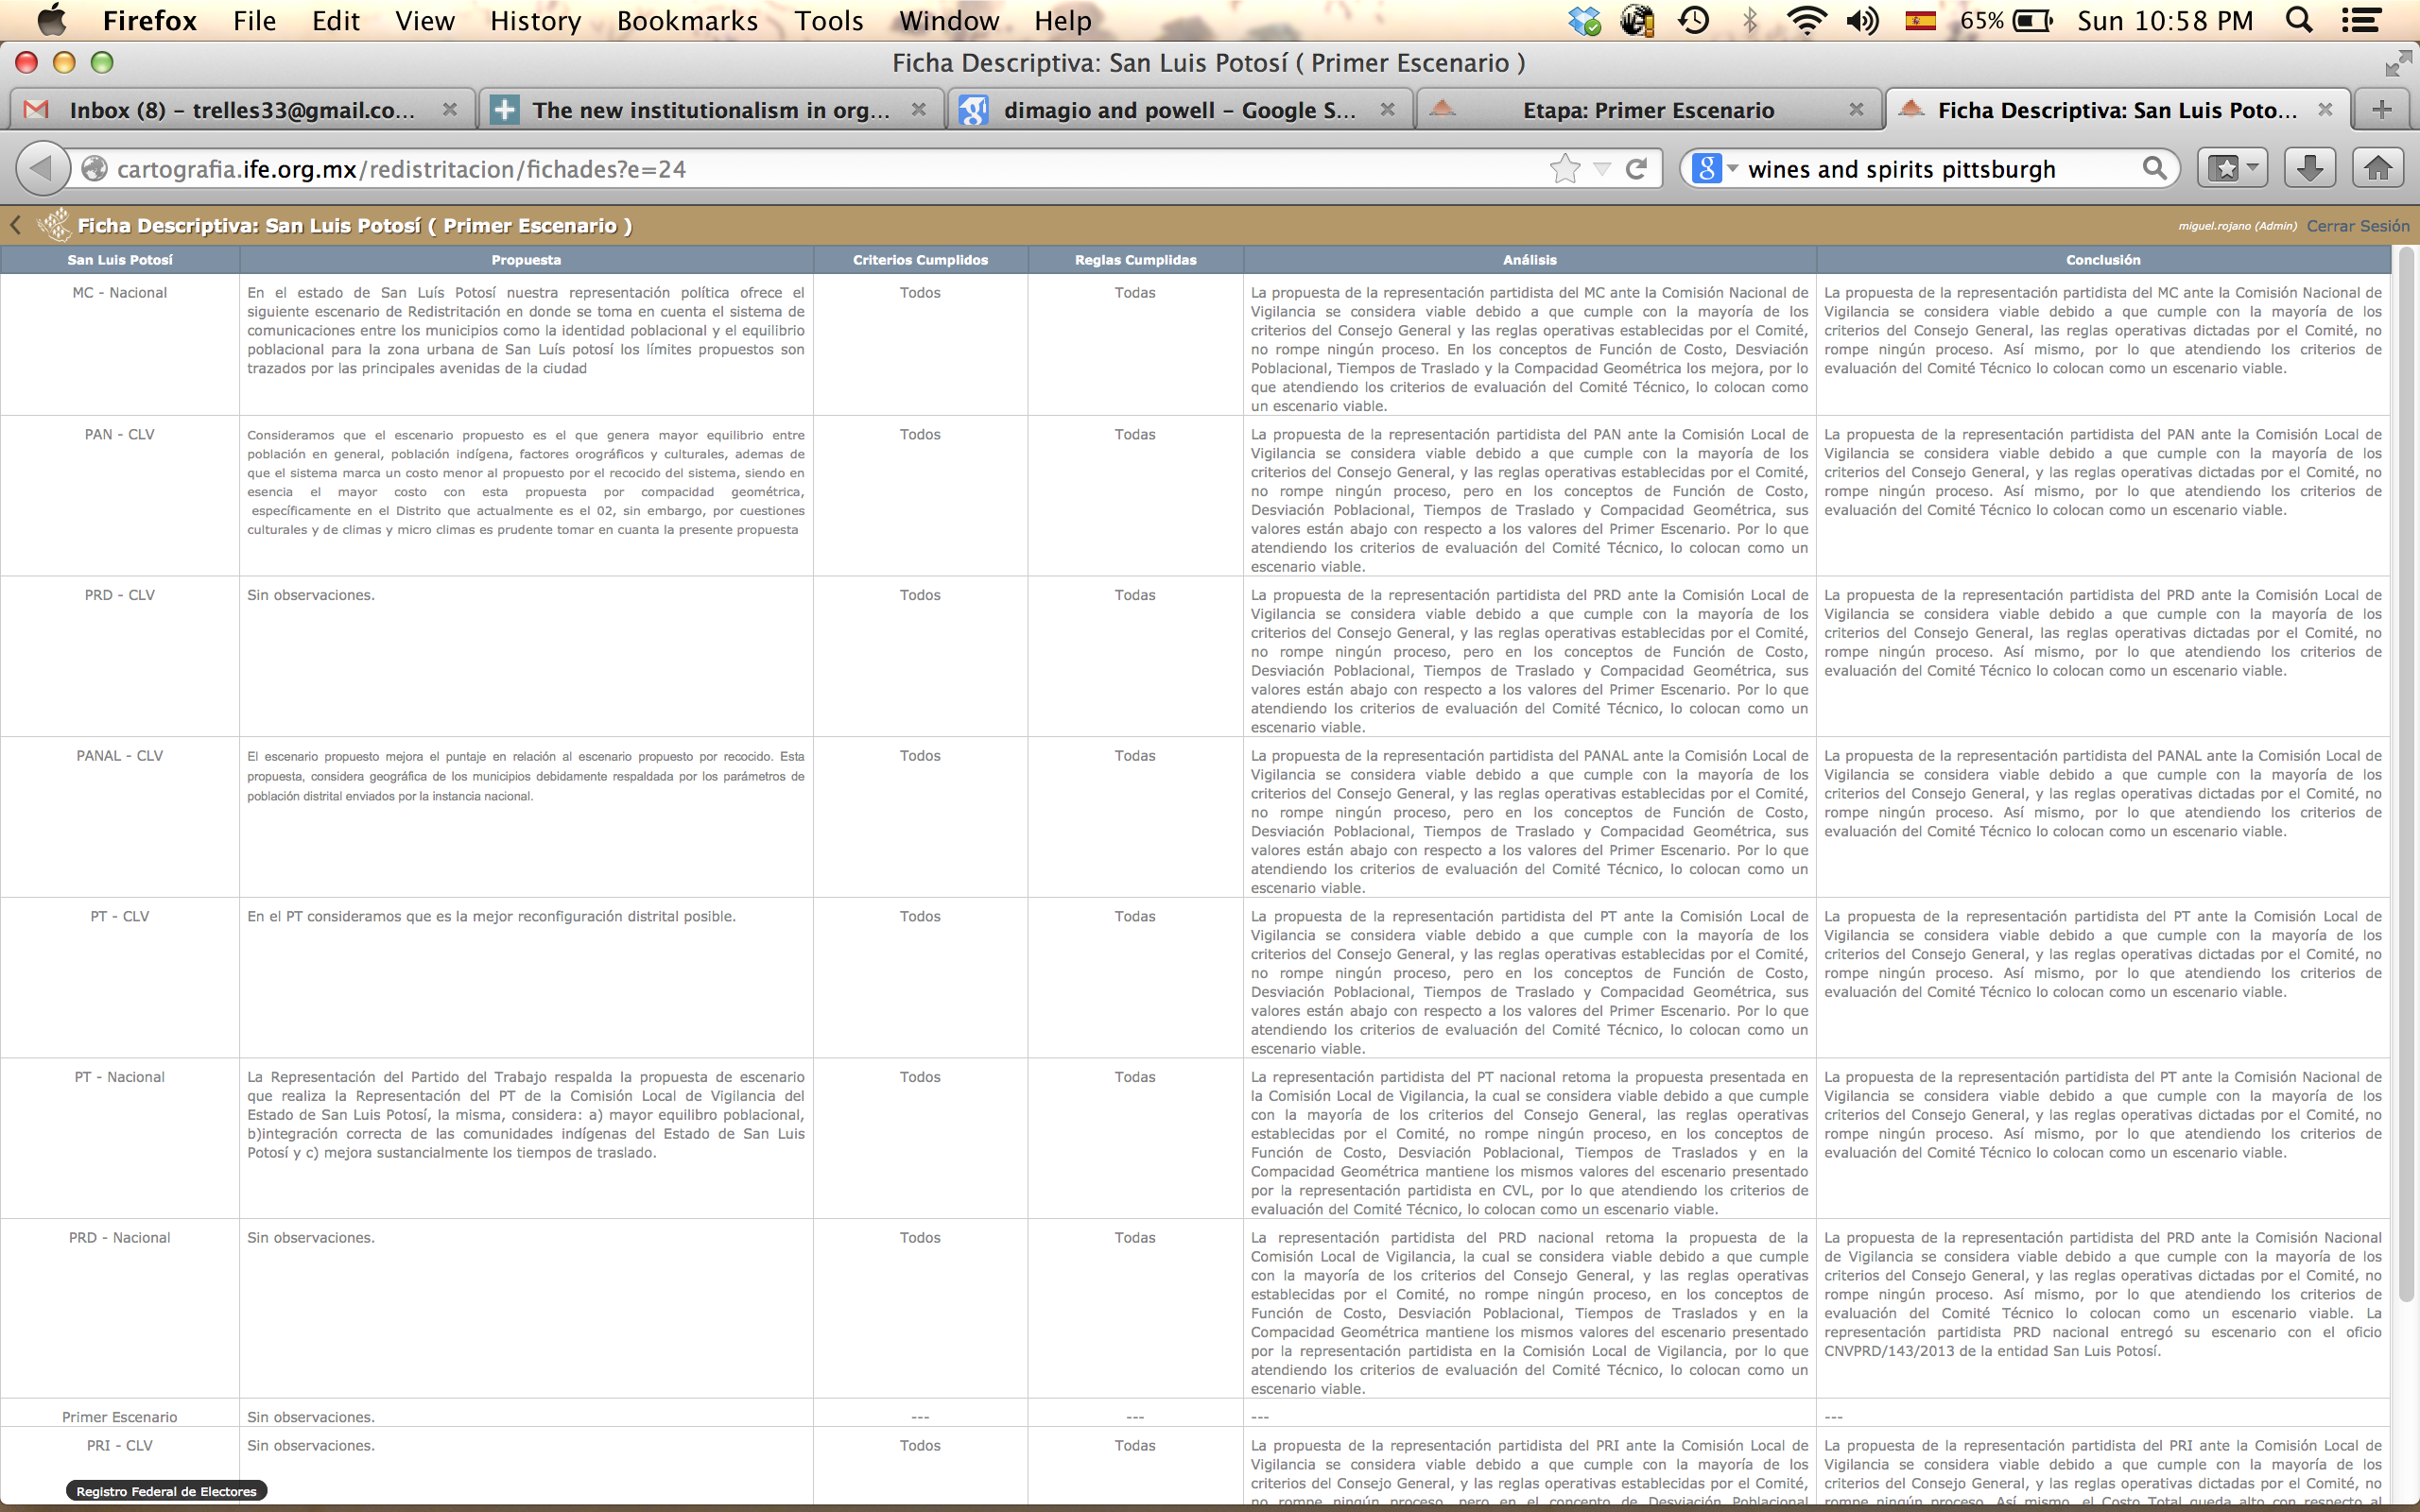 Firefox File Edit View History Bookmarks Tools Window Help 65% Sun 10:58 PM
Ficha Descriptiva: San Luis Potosí ( Primer Escenario )
Inbox (8) – trelles33@gmail.co... The new institutionalism in org... dimagio and powell – Google S... Etapa: Primer Escenario Ficha Descriptiva: San Luis Poto...
cartografia.ife.org.mx/redistritacion/fichades?e=24 wines and spirits pittsburgh
Ficha Descriptiva: San Luis Potosí ( Primer Escenario ) miguel.rojano (Admin) Cerrar Sesión
San Luis Potosí Propuesta Criterios Cumplidos Reglas Cumplidas Análisis Conclusión
MC - Nacional
En el estado de San Luís Potosí nuestra representación política ofrece el
siguiente escenario de Redistritación en donde se toma en cuenta el sistema de
comunicaciones entre los municipios como la identidad poblacional y el equilibrio
poblacional para la zona urbana de San Luís potosí los límites propuestos son
trazados por las principales avenidas de la ciudad
Todos
Todas
La propuesta de la representación partidista del MC ante la Comisión Nacional de
Vigilancia se considera viable debido a que cumple con la mayoría de los
criterios del Consejo General y las reglas operativas establecidas por el Comité,
no rompe ningún proceso. En los conceptos de Función de Costo, Desviación
Poblacional, Tiempos de Traslado y la Compacidad Geométrica los mejora, por lo
que atendiendo los criterios de evaluación del Comité Técnico, lo colocan como
un escenario viable.
La propuesta de la representación partidista del MC ante la Comisión Nacional de
Vigilancia se considera viable debido a que cumple con la mayoría de los
criterios del Consejo General, las reglas operativas dictadas por el Comité, no
rompe ningún proceso. Así mismo, por lo que atendiendo los criterios de
evaluación del Comité Técnico lo colocan como un escenario viable.
PAN - CLV
Consideramos que el escenario propuesto es el que genera mayor equilibrio entre
población en general, población indígena, factores orográficos y culturales, ademas de
que el sistema marca un costo menor al propuesto por el recocido del sistema, siendo en
esencia el mayor costo con esta propuesta por compacidad geométrica,
específicamente en el Distrito que actualmente es el 02, sin embargo, por cuestiones
culturales y de climas y micro climas es prudente tomar en cuanta la presente propuesta
Todos
Todas
La propuesta de la representación partidista del PAN ante la Comisión Local de
Vigilancia se considera viable debido a que cumple con la mayoría de los
criterios del Consejo General, y las reglas operativas establecidas por el Comité,
no rompe ningún proceso, pero en los conceptos de Función de Costo,
Desviación Poblacional, Tiempos de Traslado y Compacidad Geométrica, sus
valores están abajo con respecto a los valores del Primer Escenario. Por lo que
atendiendo los criterios de evaluación del Comité Técnico, lo colocan como un
escenario viable.
La propuesta de la representación partidista del PAN ante la Comisión Local de
Vigilancia se considera viable debido a que cumple con la mayoría de los
criterios del Consejo General, y las reglas operativas dictadas por el Comité, no
rompe ningún proceso. Así mismo, por lo que atendiendo los criterios de
evaluación del Comité Técnico lo colocan como un escenario viable.
PRD - CLV
Sin observaciones.
Todos
Todas
La propuesta de la representación partidista del PRD ante la Comisión Local de
Vigilancia se considera viable debido a que cumple con la mayoría de los
criterios del Consejo General, y las reglas operativas establecidas por el Comité,
no rompe ningún proceso, pero en los conceptos de Función de Costo,
Desviación Poblacional, Tiempos de Traslado y Compacidad Geométrica, sus
valores están abajo con respecto a los valores del Primer Escenario. Por lo que
atendiendo los criterios de evaluación del Comité Técnico, lo colocan como un
escenario viable.
La propuesta de la representación partidista del PRD ante la Comisión Local de
Vigilancia se considera viable debido a que cumple con la mayoría de los
criterios del Consejo General, las reglas operativas dictadas por el Comité, no
rompe ningún proceso. Así mismo, por lo que atendiendo los criterios de
evaluación del Comité Técnico lo colocan como un escenario viable.
PANAL - CLV
El escenario propuesto mejora el puntaje en relación al escenario propuesto por recocido. Esta
propuesta, considera geográfica de los municipios debidamente respaldada por los parámetros de
población distrital enviados por la instancia nacional.
Todos
Todas
La propuesta de la representación partidista del PANAL ante la Comisión Local de
Vigilancia se considera viable debido a que cumple con la mayoría de los
criterios del Consejo General, y las reglas operativas establecidas por el Comité,
no rompe ningún proceso, pero en los conceptos de Función de Costo,
Desviación Poblacional, Tiempos de Traslado y Compacidad Geométrica, sus
valores están abajo con respecto a los valores del Primer Escenario. Por lo que
atendiendo los criterios de evaluación del Comité Técnico, lo colocan como un
escenario viable.
La propuesta de la representación partidista del PANAL ante la Comisión Local de
Vigilancia se considera viable debido a que cumple con la mayoría de los
criterios del Consejo General, y las reglas operativas dictadas por el Comité, no
rompe ningún proceso. Así mismo, por lo que atendiendo los criterios de
evaluación del Comité Técnico lo colocan como un escenario viable.
PT - CLV
En el PT consideramos que es la mejor reconfiguración distrital posible.
Todos
Todas
La propuesta de la representación partidista del PT ante la Comisión Local de
Vigilancia se considera viable debido a que cumple con la mayoría de los
criterios del Consejo General, y las reglas operativas establecidas por el Comité,
no rompe ningún proceso, pero en los conceptos de Función de Costo,
Desviación Poblacional, Tiempos de Traslado y Compacidad Geométrica, sus
valores están abajo con respecto a los valores del Primer Escenario. Por lo que
atendiendo los criterios de evaluación del Comité Técnico, lo colocan como un
escenario viable.
La propuesta de la representación partidista del PT ante la Comisión Local de
Vigilancia se considera viable debido a que cumple con la mayoría de los
criterios del Consejo General, y las reglas operativas dictadas por el Comité, no
rompe ningún proceso. Así mismo, por lo que atendiendo los criterios de
evaluación del Comité Técnico lo colocan como un escenario viable.
PT - Nacional
La Representación del Partido del Trabajo respalda la propuesta de escenario
que realiza la Representación del PT de la Comisión Local de Vigilancia del
Estado de San Luis Potosí, la misma, considera: a) mayor equilibro poblacional,
b)integración correcta de las comunidades indígenas del Estado de San Luis
Potosí y c) mejora sustancialmente los tiempos de traslado.
Todos
Todas
La representación partidista del PT nacional retoma la propuesta presentada en
la Comisión Local de Vigilancia, la cual se considera viable debido a que cumple
con la mayoría de los criterios del Consejo General, las reglas operativas
establecidas por el Comité, no rompe ningún proceso, en los conceptos de
Función de Costo, Desviación Poblacional, Tiempos de Traslados y en la
Compacidad Geométrica mantiene los mismos valores del escenario presentado
por la representación partidista en CVL, por lo que atendiendo los criterios de
evaluación del Comité Técnico, lo colocan como un escenario viable.
La propuesta de la representación partidista del PT ante la Comisión Nacional de
Vigilancia se considera viable debido a que cumple con la mayoría de los
criterios del Consejo General, y las reglas operativas dictadas por el Comité, no
rompe ningún proceso. Así mismo, por lo que atendiendo los criterios de
evaluación del Comité Técnico lo colocan como un escenario viable.
PRD - Nacional
Sin observaciones.
Todos
Todas
La representación partidista del PRD nacional retoma la propuesta de la
Comisión Local de Vigilancia, la cual se considera viable debido a que cumple
con la mayoría de los criterios del Consejo General, y las reglas operativas
establecidas por el Comité, no rompe ningún proceso, en los conceptos de
Función de Costo, Desviación Poblacional, Tiempos de Traslados y en la
Compacidad Geométrica mantiene los mismos valores del escenario presentado
por la representación partidista en la Comisión Local de Vigilancia, por lo que
atendiendo los criterios de evaluación del Comité Técnico, lo colocan como un
escenario viable.
La propuesta de la representación partidista del PRD ante la Comisión Nacional
de Vigilancia se considera viable debido a que cumple con la mayoría de los
criterios del Consejo General, y las reglas operativas dictadas por el Comité, no
rompe ningún proceso. Así mismo, por lo que atendiendo los criterios de
evaluación del Comité Técnico lo colocan como un escenario viable. La
representación partidista PRD nacional entregó su escenario con el oficio
CNVPRD/143/2013 de la entidad San Luis Potosí.
Primer Escenario Sin observaciones. --- --- --- ---
PRI - CLV
Sin observaciones.
Todos
Todas
La propuesta de la representación partidista del PRI ante la Comisión Local de
Vigilancia se considera viable debido a que cumple con la mayoría de los
criterios del Consejo General, y las reglas operativas establecidas por el Comité,
no rompe ningún proceso, pero en el concepto de Desviación Poblacional
La propuesta de la representación partidista del PRI ante la Comisión Local de
Vigilancia se considera viable debido a que cumple con la mayoría de los
criterios del Consejo General, y las reglas operativas dictadas por el Comité, no
rompe ningún proceso. Así mismo, el Costo Total queda alto con respecto al
Registro Federal de Electores